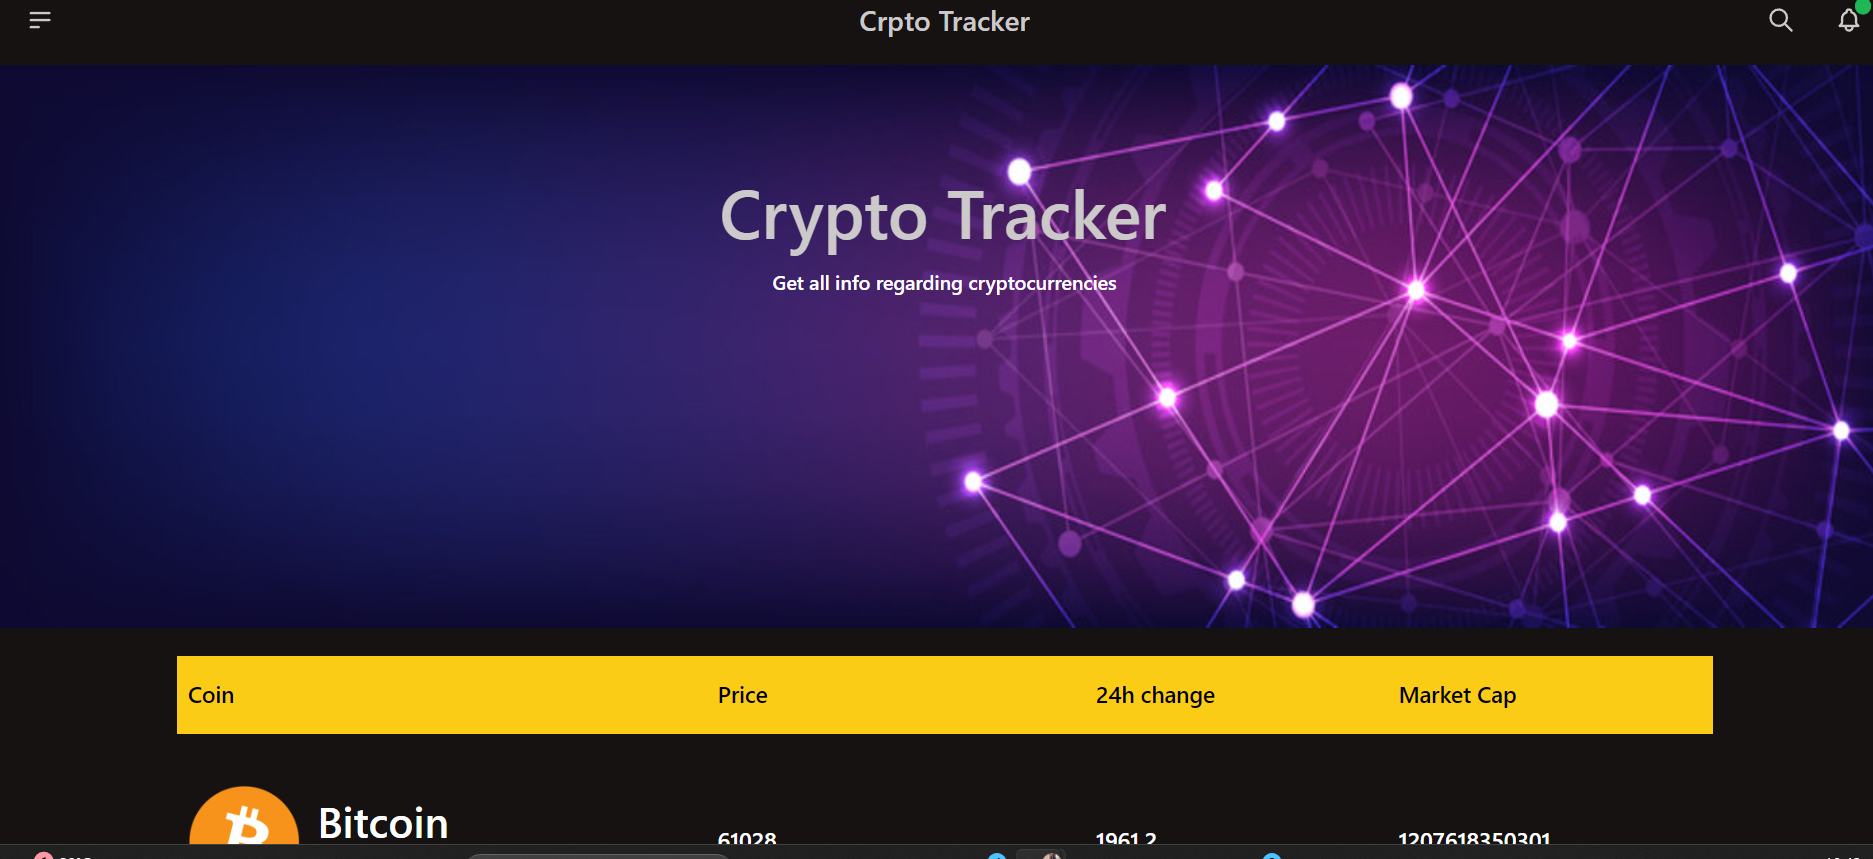 Crpto Tracker
Crypto Tracker
Get all info regarding cryptocurrencies
Coin Price 24h change Market Cap
Bitcoin
61028 1961.2 1207618350301